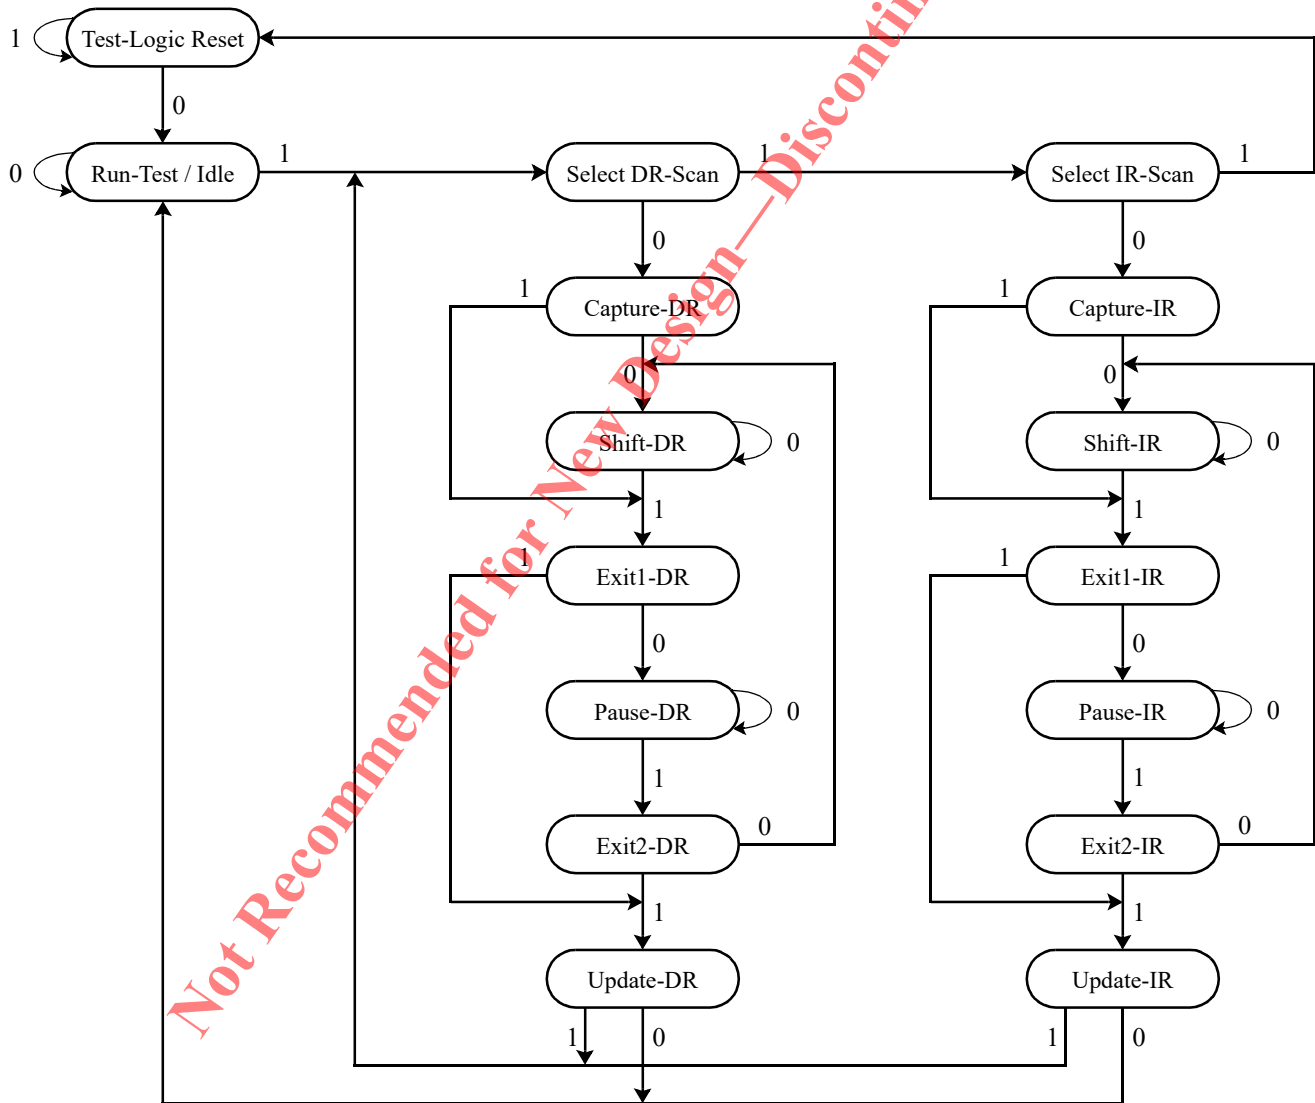 1
Test-Logic Reset
0
0
Run-Test / Idle
1
Select DR-Scan
1
Select IR-Scan
1
0
0
1
Capture-DR
1
Capture-IR
0
0
Shift-DR
0
Shift-IR
0
1
1
1
Exit1-DR
1
Exit1-IR
0
0
Pause-DR
0
Pause-IR
0
1
1
Exit2-DR
0
Exit2-IR
0
1
1
Update-DR
Update-IR
1
0
1
0
Not Recommended for New Design—Discontin